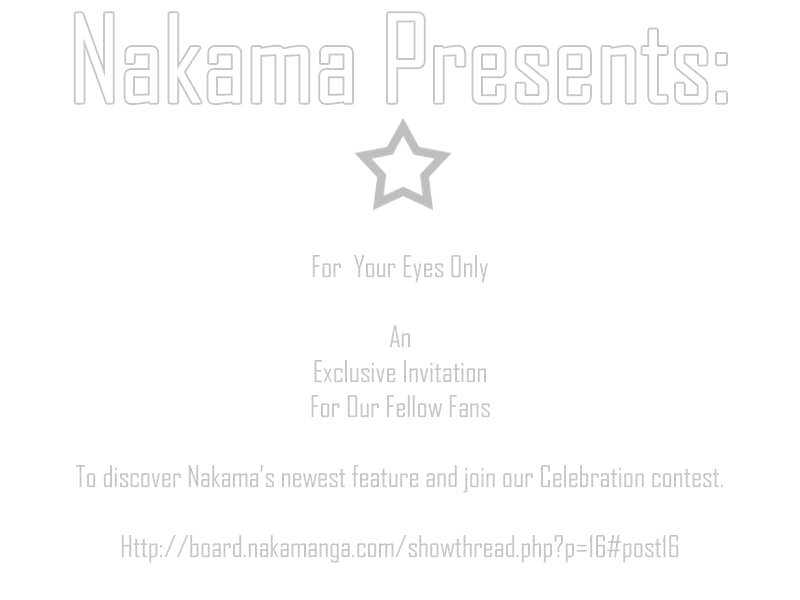 Nakama Presents:
For Your Eyes Only
An
Exclusive Invitation
For Our Fellow Fans
To discover Nakama's newest feature and join our Celebration contest.
Http://board.nakamanga.com/showthread.php?p=16#post16